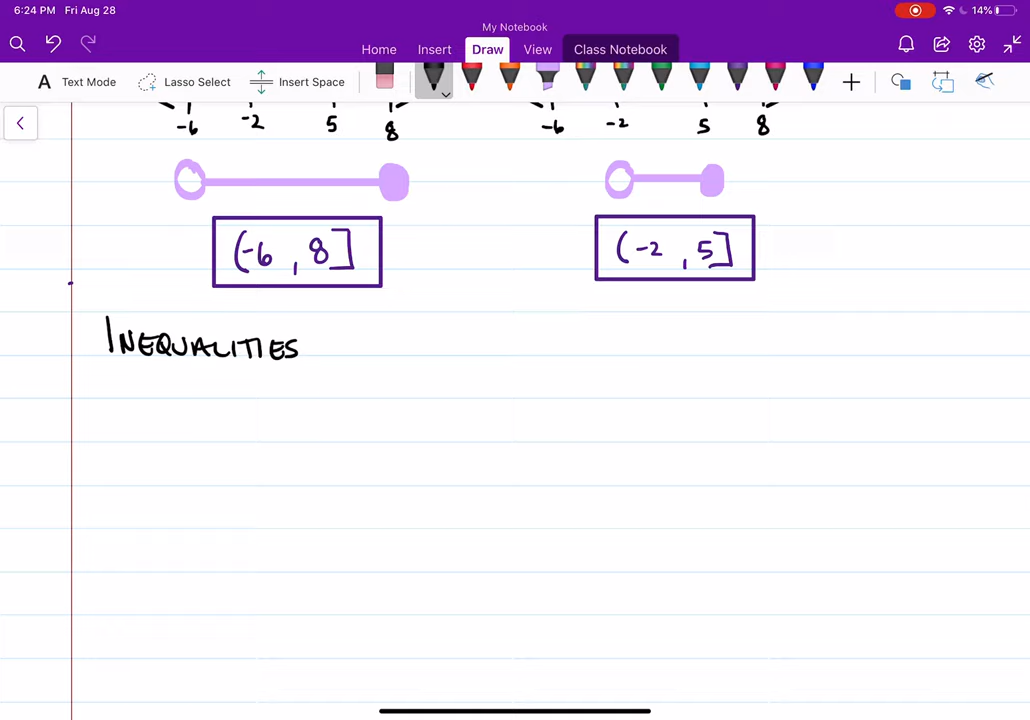 6:24 PM Fri Aug 28
14%
My Notebook
Home Insert Draw View Class Notebook
A Text Mode Lasso Select Insert Space
-6 -2 5 8
-6 -2 5 8
(-6 , 8]
(-2 , 5]
INEQUALITIES